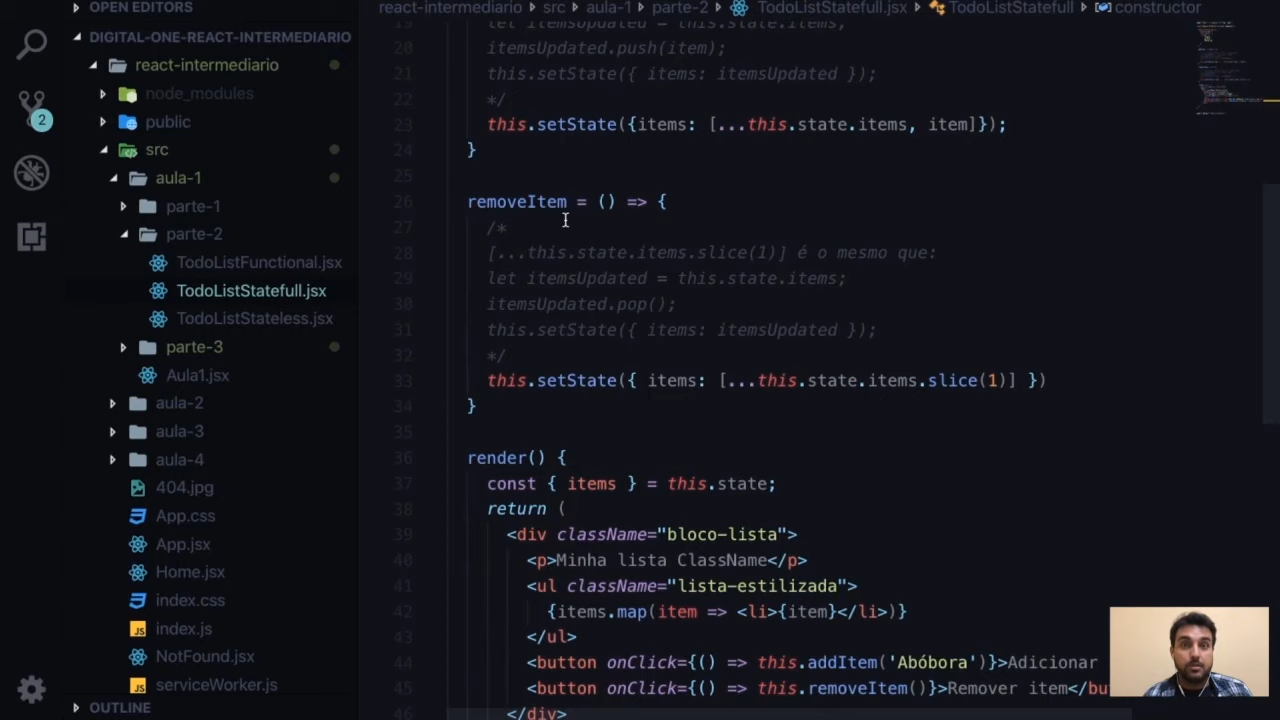 OPEN EDITORS
DIGITAL-ONE-REACT-INTERMEDIARIO
react-intermediario
node_modules
public
src
aula-1
parte-1
parte-2
TodoListFunctional.jsx
TodoListStatefull.jsx
TodoListStateless.jsx
parte-3
Aula1.jsx
aula-2
aula-3
aula-4
404.jpg
App.css
App.jsx
Home.jsx
index.css
JS index.js
NotFound.jsx
JS serviceWorker.js
OUTLINE
2
react-intermediario src aula-1 parte-2 TodoListStatefull.jsx TodoListStatefull constructor
19 let itemsUpdated = this.state.items;
20 itemsUpdated.push(item);
21 this.setState({ items: itemsUpdated });
22 */
23 this.setState({items: [...this.state.items, item]});
24 }
25
26 removeItem = () => {
27 /*
28 [...this.state.items.slice(1)] é o mesmo que:
29 let itemsUpdated = this.state.items;
30 itemsUpdated.pop();
31 this.setState({ items: itemsUpdated });
32 */
33 this.setState({ items: [...this.state.items.slice(1)] })
34 }
35
36 render() {
37 const { items } = this.state;
38 return (
39 <div className="bloco-lista">
40 <p>Minha lista ClassName</p>
41 <ul className="lista-estilizada">
42 {items.map(item => <li>{item}</li>)}
43 </ul>
44 <button onClick={() => this.addItem('Abóbora')}>Adicionar
45 <button onClick={() => this.removeItem()}>Remover item</bu
46 </div>